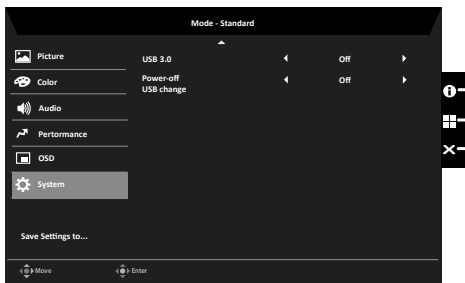 Mode - Standard
Picture
Color
Audio
Pertormance
OSD
System
USB 3.0 Off
Power-off
USB change Off
Save Settings to...
Move Enter